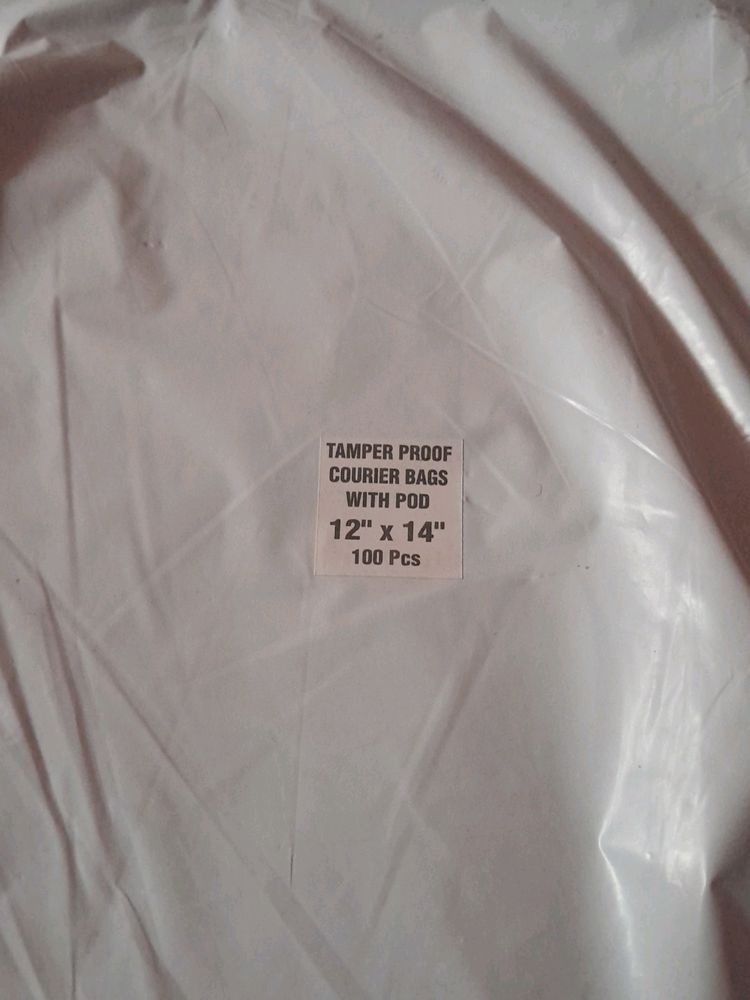 TAMPER PROOF
COURIER BAGS
WITH POD
12" x 14"
100 Pcs